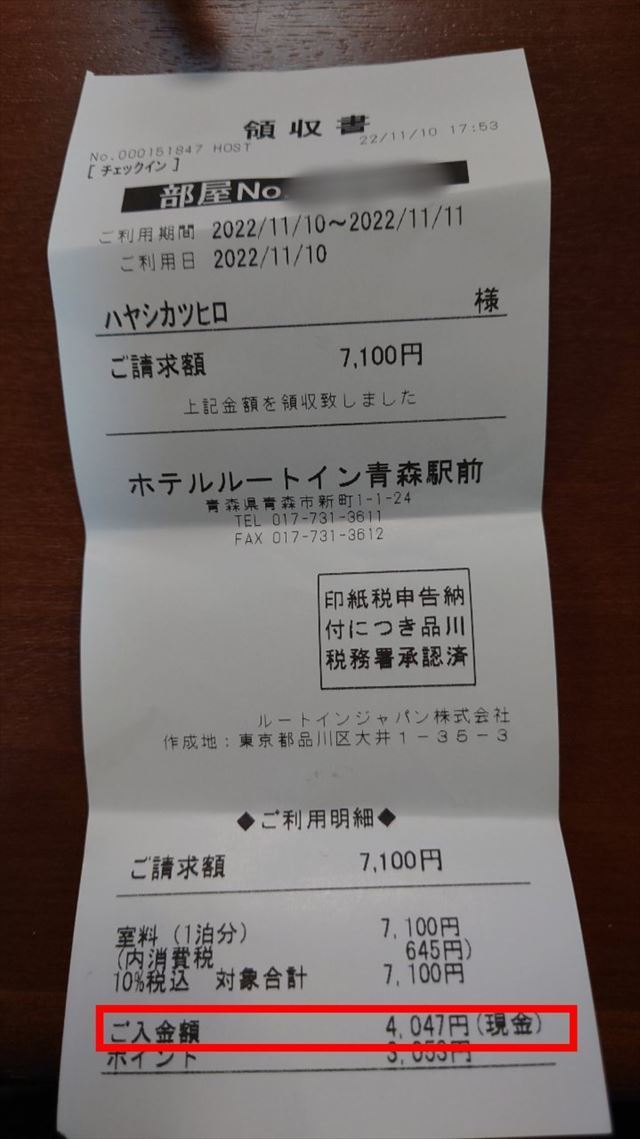 領収書
No.000151847 HOST 22/11/10 17:53
[チェックイン]
部屋No.
ご利用期間 2022/11/10～2022/11/11
ご利用日 2022/11/10
ハヤシカツヒロ 様
ご請求額 7,100円
上記金額を領収致しました
ホテルルートイン青森駅前
青森県青森市新町1-1-24
TEL 017-731-3611
FAX 017-731-3612
印紙税申告納
付につき品川
税務署承認済
ルートインジャパン株式会社
作成地：東京都品川区大井１－３５－３
◆ご利用明細◆
ご請求額 7,100円
室料 (1泊分) 7,100円
(内消費税 645円)
10%税込 対象合計 7,100円
ご入金額 4,047円(現金)
ポイント 3,053円